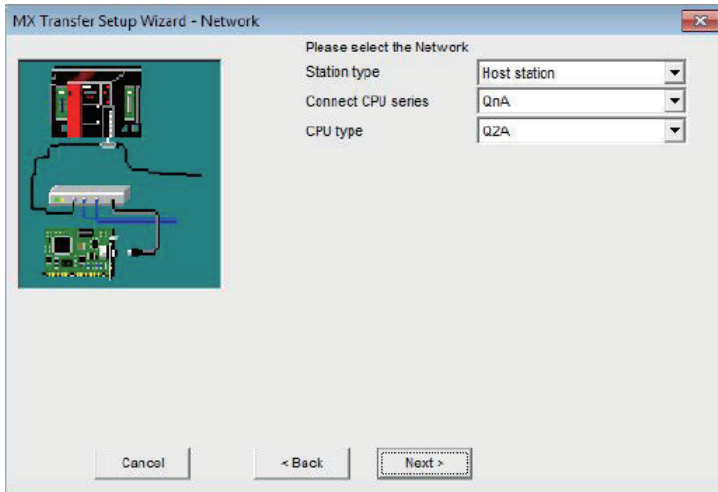 MX Transfer Setup Wizard - Network
Please select the Network
Station type Host station
Connect CPU series QnA
CPU type Q2A
Cancel < Back Next >